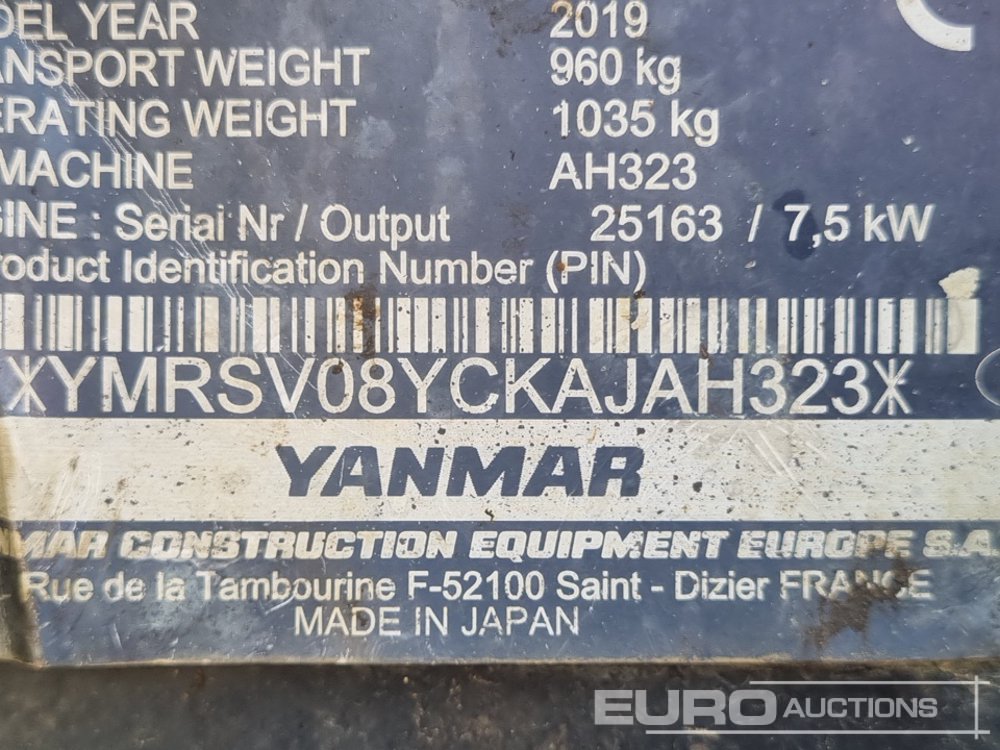 DEL YEAR 2019
ANSPORT WEIGHT 960 kg
ERATING WEIGHT 1035 kg
MACHINE AH323
GINE : Serial Nr / Output 25163 / 7,5 kW
roduct Identification Number (PIN)
YMRSV08YCKAJAH323
YANMAR
MAR CONSTRUCTION EQUIPMENT EUROPE S.A.
Rue de la Tambourine F-52100 Saint - Dizier FRANCE
MADE IN JAPAN
EURO AUCTIONS